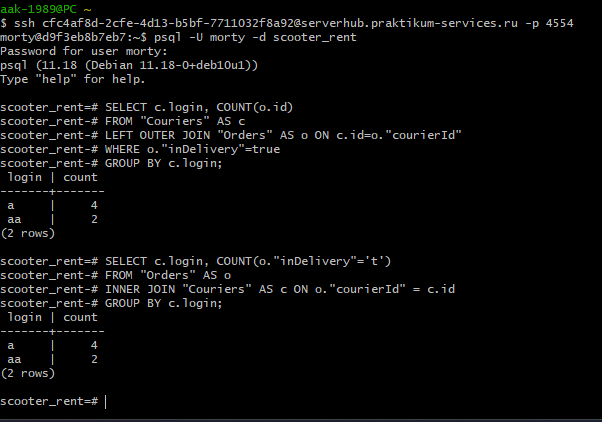 aak-1989@PC ~
$ ssh cfc4af8d-2cfe-4d13-b5bf-7711032f8a92@serverhub.praktikum-services.ru -p 4554
morty@d9f3eb8b7eb7:~$ psql -U morty -d scooter_rent
Password for user morty:
psql (11.18 (Debian 11.18-0+deb10u1))
Type "help" for help.

scooter_rent=# SELECT c.login, COUNT(o.id)
scooter_rent-# FROM "Couriers" AS c
scooter_rent-# LEFT OUTER JOIN "Orders" AS o ON c.id=o."courierId"
scooter_rent-# WHERE o."inDelivery"=true
scooter_rent-# GROUP BY c.login;
 login | count
-------+-------
 a     |     4
 aa    |     2
(2 rows)

scooter_rent=# SELECT c.login, COUNT(o."inDelivery"='t')
scooter_rent-# FROM "Orders" AS o
scooter_rent-# INNER JOIN "Couriers" AS c ON o."courierId" = c.id
scooter_rent-# GROUP BY c.login;
 login | count
-------+-------
 a     |     4
 aa    |     2
(2 rows)

scooter_rent=#